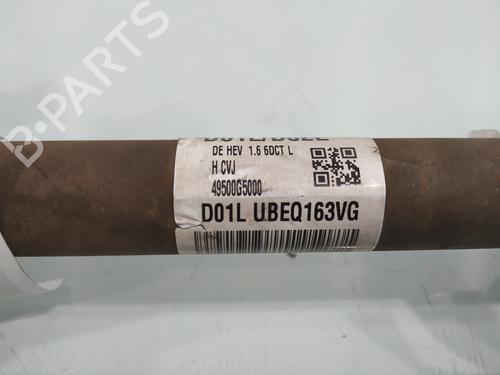 B-PARTS
DE HEV 1.6 6DCT L
H CVJ
49500G5000
D01L UBEQ163VG